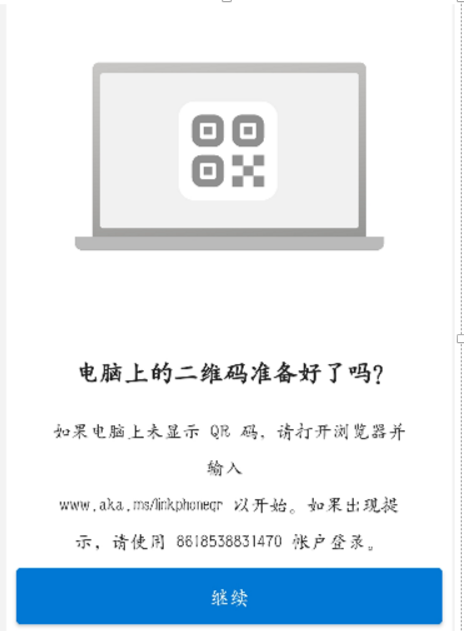 电脑上的二维码准备好了吗?
如果电脑上未显示 QR 码, 请打开浏览器并
输入
www.aka.ms/linkphoneqr 以开始。如果出现提
示, 请使用 8618538831470 帐户登录。
继续